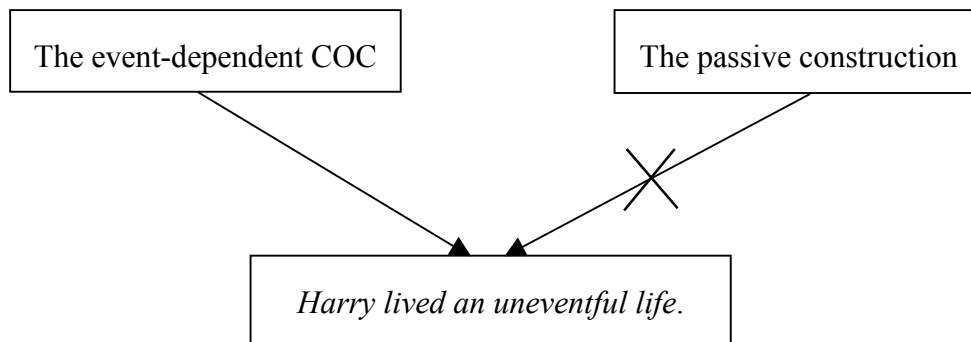 The event-dependent COC
The passive construction
Harry lived an uneventful life.